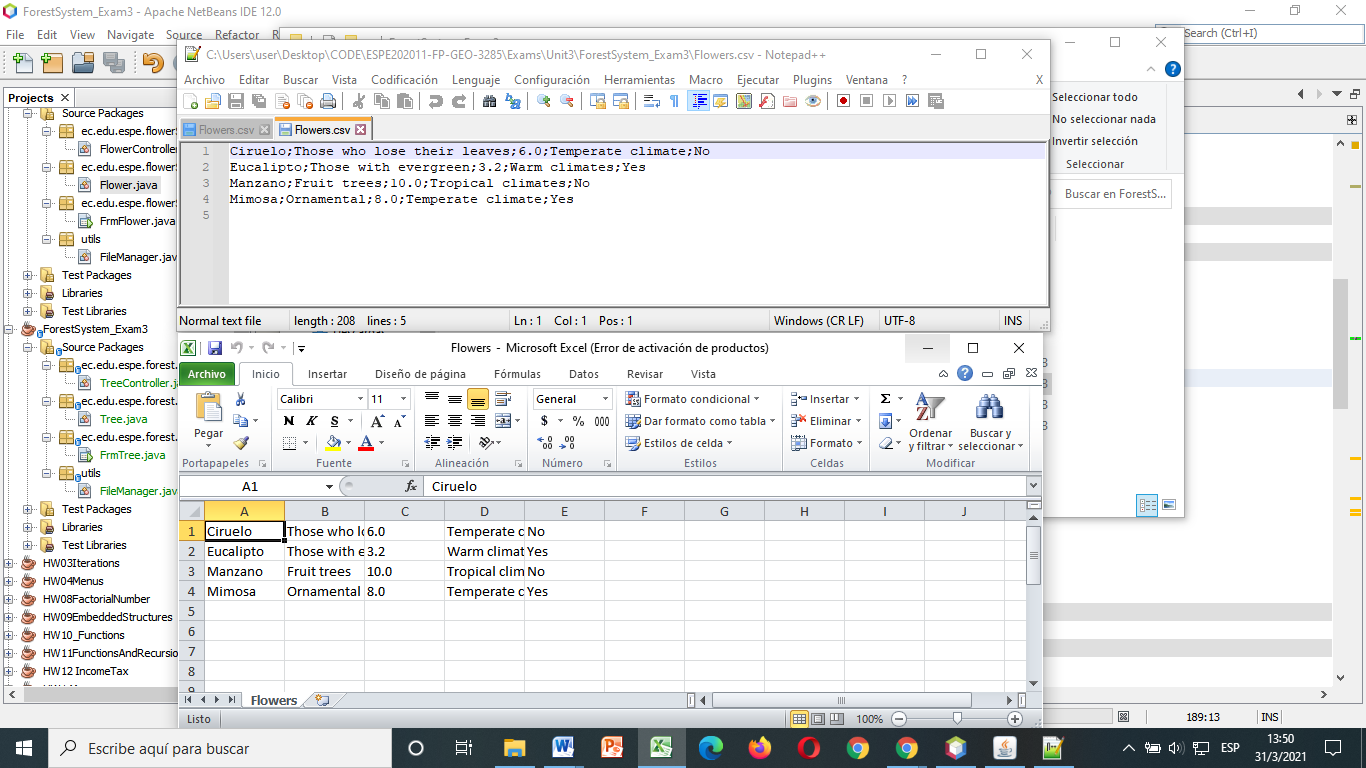 ForestSystem_Exam3 - Apache NetBeans IDE 12.0
File Edit View Navigate Source Refactor
Search (Ctrl+I)
Projects
Source Packages
ec.edu.espe.flowerS
FlowerControlle
ec.edu.espe.flowerS
Flower.java
ec.edu.espe.flowerS
FrmFlower.java
utils
FileManager.jav
Test Packages
Libraries
Test Libraries
ForestSystem_Exam3
Source Packages
ec.edu.espe.forest.
TreeController.j
ec.edu.espe.forest.
Tree.java
ec.edu.espe.forest.
FrmTree.java
utils
FileManager.jav
Test Packages
Libraries
Test Libraries
HW03Iterations
HW04Menus
HW08FactorialNumber
HW09EmbeddedStructures
HW10_Functions
HW11FunctionsAndRecursio
HW12 IncomeTax
C:\Users\user\Desktop\CODE\ESPE202011-FP-GEO-3285\Exams\Unit3\ForestSystem_Exam3\Flowers.csv - Notepad++
Archivo Editar Buscar Vista Codificación Lenguaje Configuración Herramientas Macro Ejecutar Plugins Ventana ? X
Flowers.csv Flowers.csv
1 Ciruelo;Those who lose their leaves;6.0;Temperate climate;No
2 Eucalipto;Those with evergreen;3.2;Warm climates;Yes
3 Manzano;Fruit trees;10.0;Tropical climates;No
4 Mimosa;Ornamental;8.0;Temperate climate;Yes
5
Normal text file length : 208 lines : 5 Ln : 1 Col : 1 Pos : 1 Windows (CR LF) UTF-8 INS
Seleccionar todo
No seleccionar nada
Invertir selección
Seleccionar
Buscar en ForestS...
Flowers - Microsoft Excel (Error de activación de productos)
Archivo Inicio Insertar Diseño de página Fórmulas Datos Revisar Vista
Pegar
Portapapeles
Calibri 11
N K S
Fuente
Alineación
General
$ % 000
Número
Formato condicional
Dar formato como tabla
Estilos de celda
Estilos
Insertar
Eliminar
Formato
Celdas
Ordenar y filtrar
Buscar y seleccionar
Modificar
A1 fx Ciruelo
A B C D E F G H I J
1 Ciruelo Those who lo 6.0 Temperate c No
2 Eucalipto Those with e 3.2 Warm climat Yes
3 Manzano Fruit trees 10.0 Tropical clim No
4 Mimosa Ornamental 8.0 Temperate c Yes
5
6
7
8
Flowers
Listo 100%
189:13 INS
Escribe aquí para buscar
ESP
13:50
31/3/2021